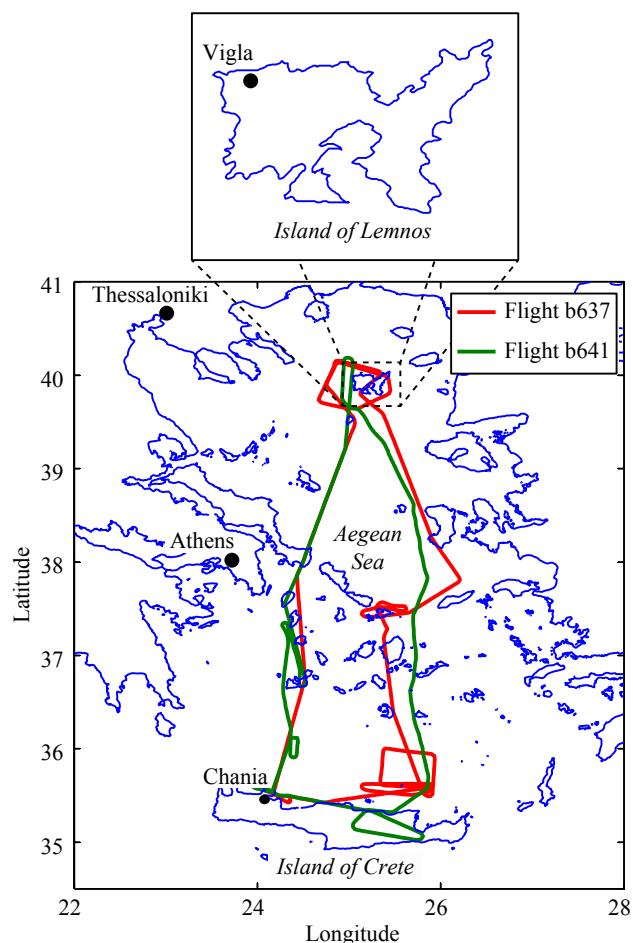 Vigla
Island of Lemnos
41
Thessaloniki
Flight b637
Flight b641
40
39
Athens
Aegean
Sea
38
Latitude
37
36
Chania
35
Island of Crete
22
24
26
28
Longitude